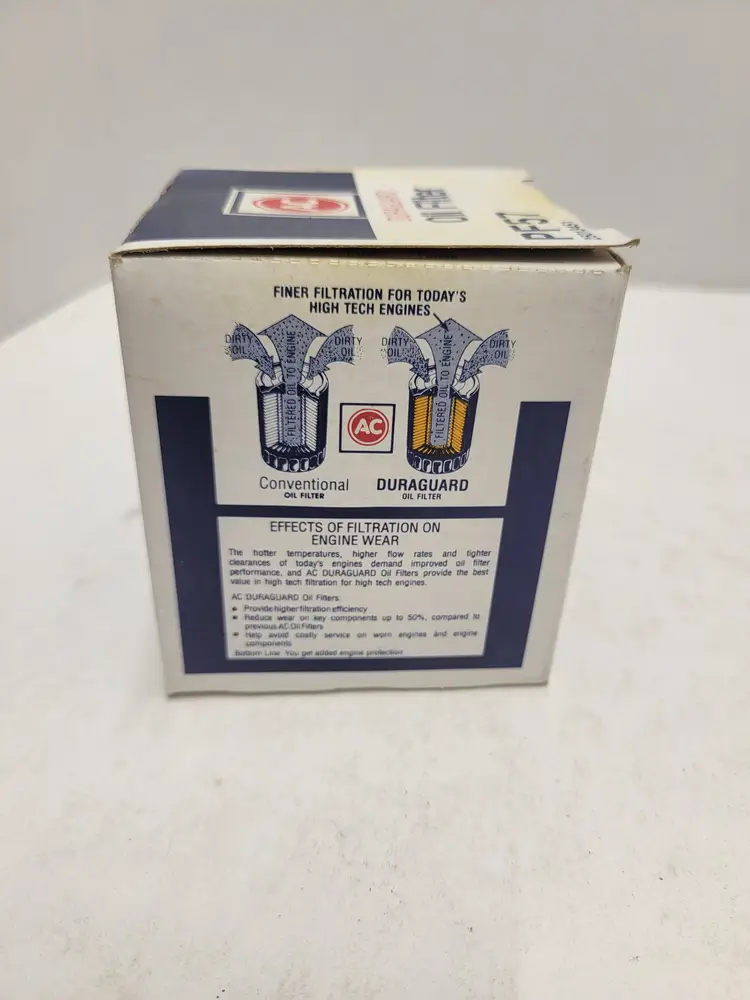 AC
DURAGUARD
Oil Filter
PF57
FINER FILTRATION FOR TODAY'S
HIGH TECH ENGINES
DIRTY OIL
FILTERED OIL TO ENGINE
DIRTY OIL
DIRTY OIL
FILTERED OIL TO ENGINE
DIRTY OIL
AC
Conventional
OIL FILTER
DURAGUARD
OIL FILTER
EFFECTS OF FILTRATION ON
ENGINE WEAR
The hotter temperatures, higher flow rates and tighter
clearances of today's engines demand improved oil filter
performance, and AC DURAGUARD Oil Filters provide the best
value in high tech filtration for high tech engines.
AC DURAGUARD Oil Filters:
• Provide higher filtration efficiency
• Reduce wear on key components up to 50%, compared to
previous AC Oil Filters
• Help avoid costly service on worn engines and engine
components
Bottom Line: You get added engine protection